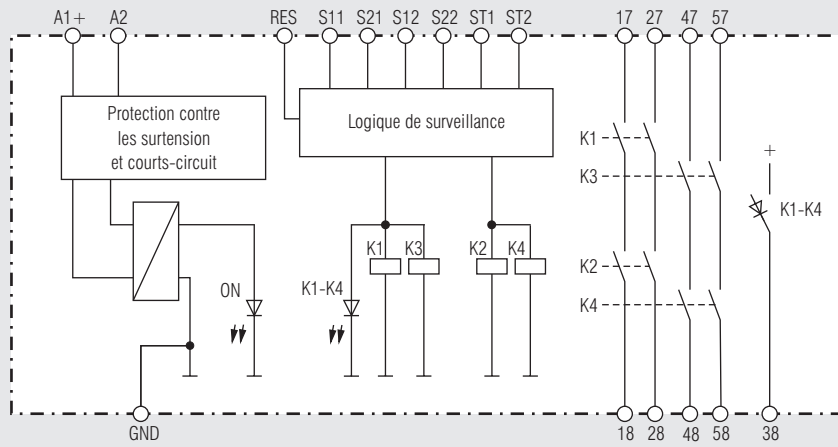 A1+ A2 RES S11 S21 S12 S22 ST1 ST2 17 27 47 57
Protection contre
les surtension
et courts-circuit
Logique de surveillance
K1
K3
+
K1-K4
K1 K3 K2 K4
ON K1-K4
K2
K4
GND 18 28 48 58 38